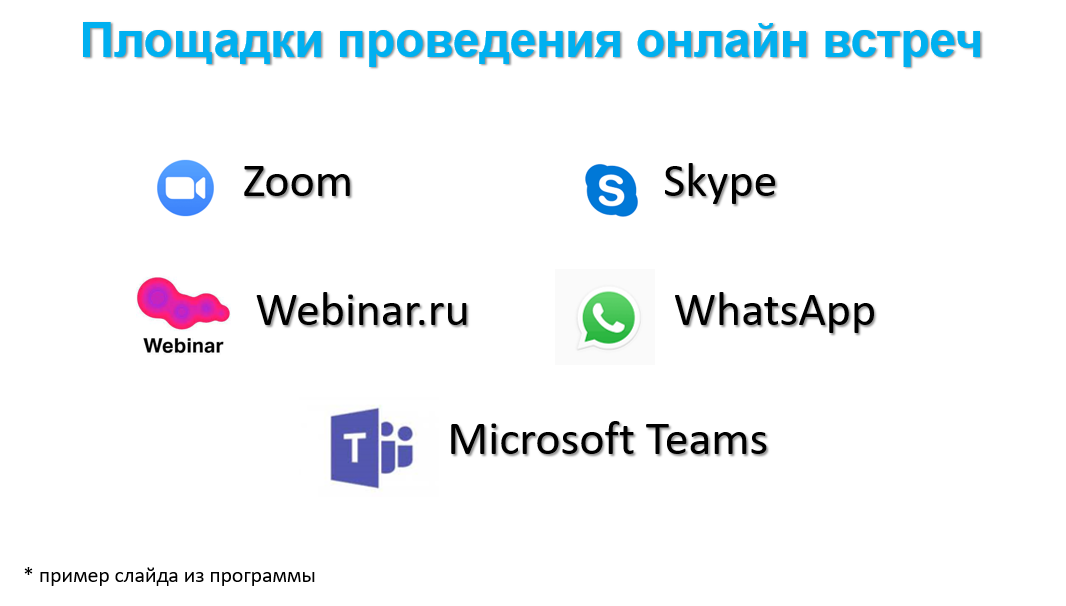 Площадки проведения онлайн встреч
Zoom
S
Skype
Webinar
Webinar.ru
WhatsApp
T
Microsoft Teams
* пример слайда из программы